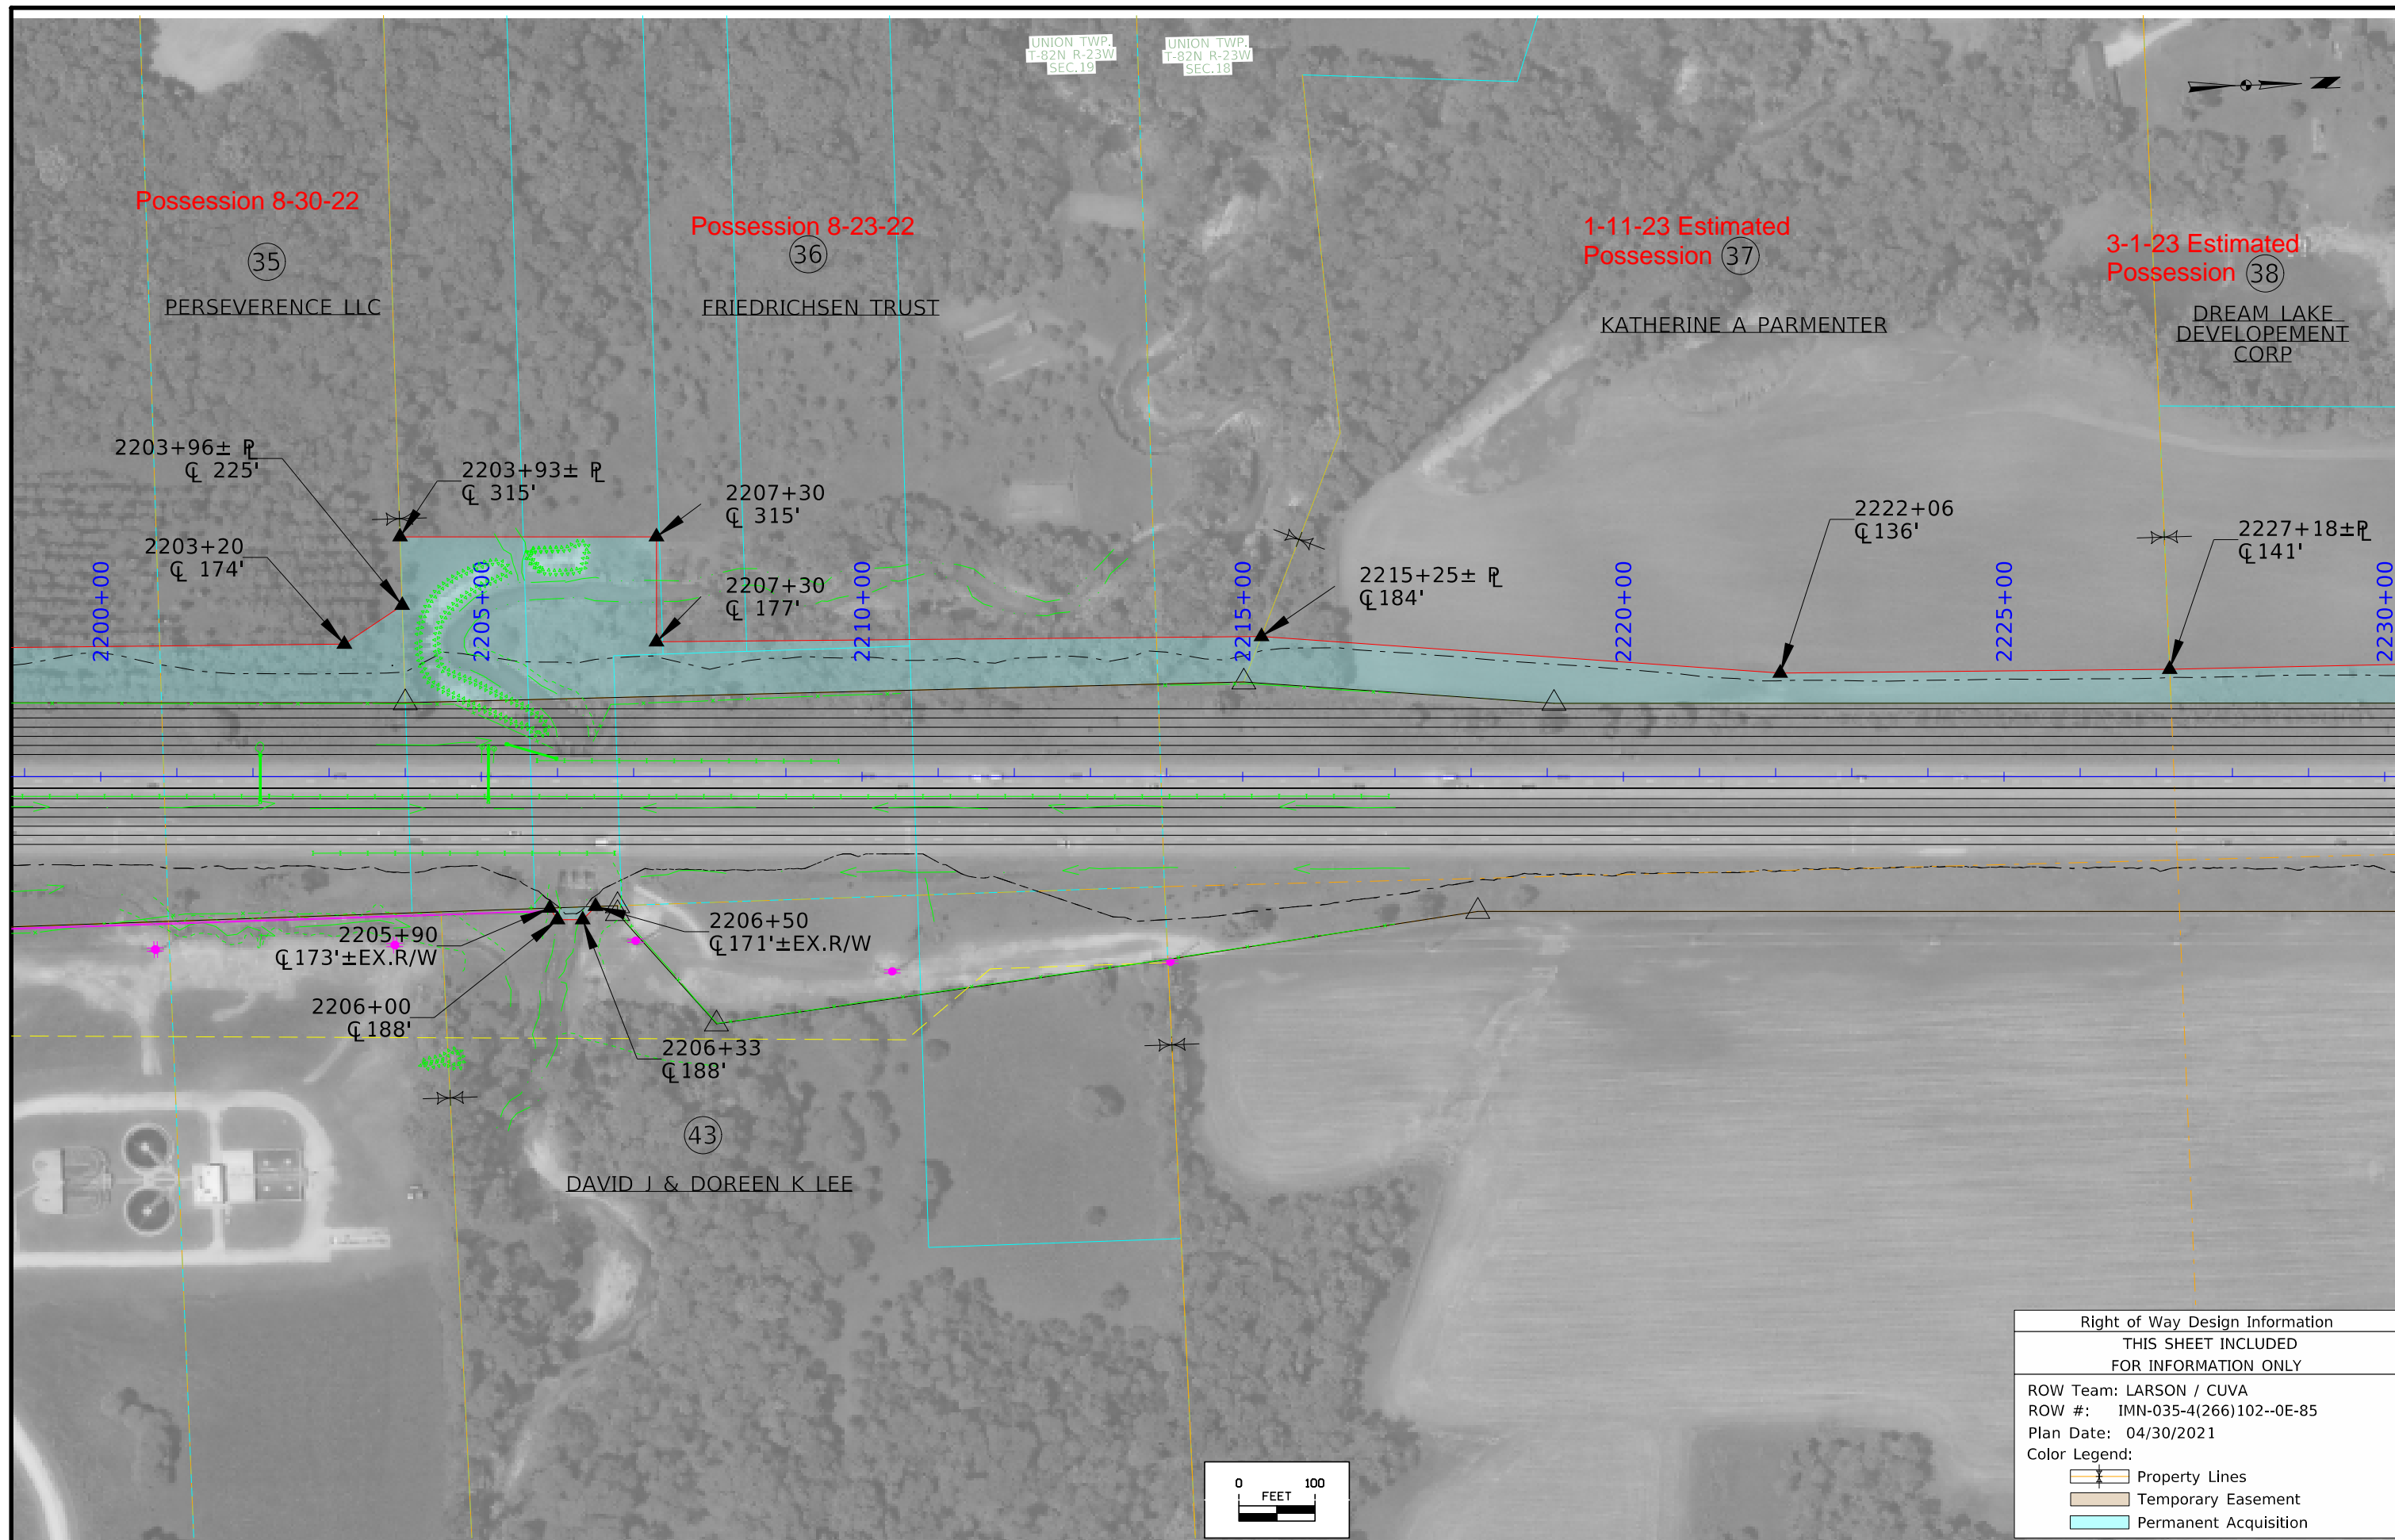 UNION TWP.
T-82N R-23W
SEC.19
UNION TWP.
T-82N R-23W
SEC.18
Possession 8-30-22
35
PERSEVERENCE LLC
Possession 8-23-22
36
FRIEDRICHSEN TRUST
1-11-23 Estimated
Possession 37
KATHERINE A PARMENTER
3-1-23 Estimated
Possession 38
DREAM LAKE
DEVELOPEMENT
CORP
2203+96± ⅊
℄ 225'
2203+93± ⅊
℄ 315'
2207+30
℄ 315'
2203+20
℄ 174'
2207+30
℄ 177'
2215+25± ⅊
℄ 184'
2222+06
℄ 136'
2227+18± ⅊
℄ 141'
2200+00
2205+00
2210+00
2215+00
2220+00
2225+00
2230+00
2205+90
℄ 173'±EX.R/W
2206+50
℄ 171'±EX.R/W
2206+00
℄ 188'
2206+33
℄ 188'
43
DAVID J & DOREEN K LEE
0 100
FEET
Right of Way Design Information
THIS SHEET INCLUDED
FOR INFORMATION ONLY
ROW Team: LARSON / CUVA
ROW #: IMN-035-4(266)102--0E-85
Plan Date: 04/30/2021
Color Legend:
Property Lines
Temporary Easement
Permanent Acquisition